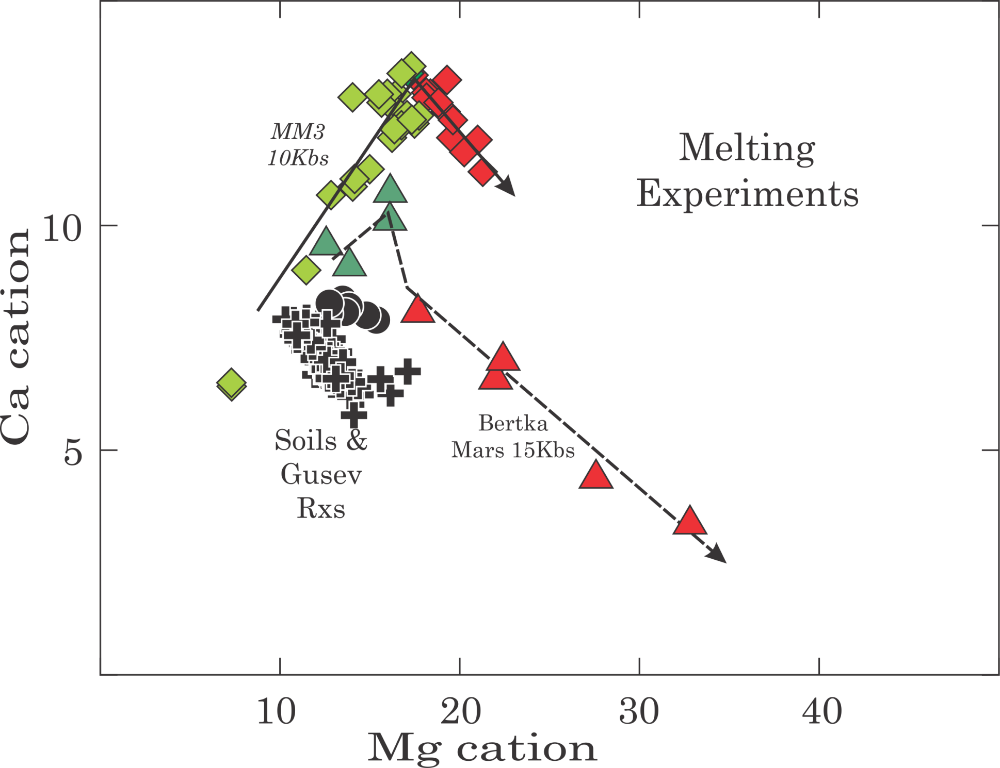 MM3
10Kbs
Melting
Experiments
10
Ca cation
5
Bertka
Mars 15Kbs
Soils &
Gusev
Rxs
10 20 30 40
Mg cation